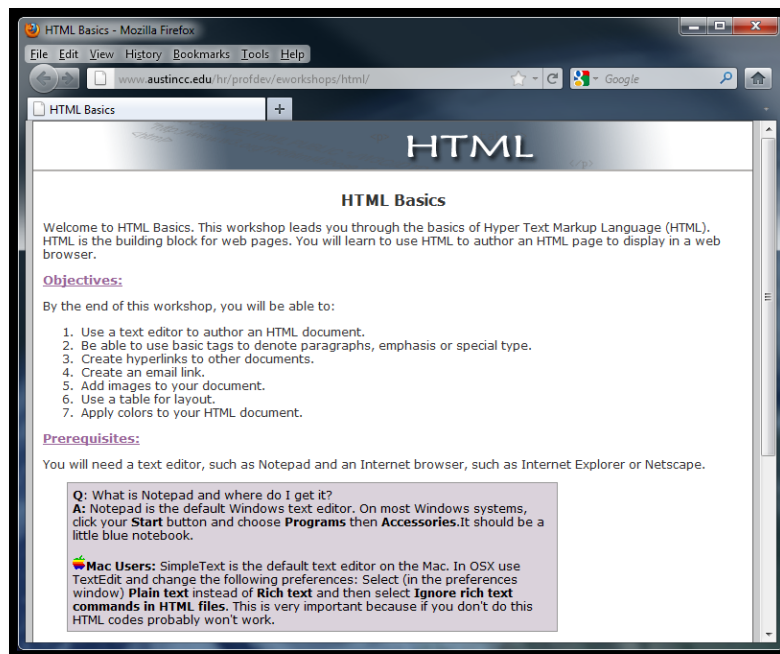 HTML Basics - Mozilla Firefox
File Edit View History Bookmarks Tools Help
www.austincc.edu/hr/profdev/eworkshops/html/
Google
HTML Basics
HTML
</p>
HTML Basics
Welcome to HTML Basics. This workshop leads you through the basics of Hyper Text Markup Language (HTML).
HTML is the building block for web pages. You will learn to use HTML to author an HTML page to display in a web
browser.
Objectives:
By the end of this workshop, you will be able to:
1. Use a text editor to author an HTML document.
2. Be able to use basic tags to denote paragraphs, emphasis or special type.
3. Create hyperlinks to other documents.
4. Create an email link.
5. Add images to your document.
6. Use a table for layout.
7. Apply colors to your HTML document.
Prerequisites:
You will need a text editor, such as Notepad and an Internet browser, such as Internet Explorer or Netscape.
Q: What is Notepad and where do I get it?
A: Notepad is the default Windows text editor. On most Windows systems,
click your Start button and choose Programs then Accessories.It should be a
little blue notebook.
Mac Users: SimpleText is the default text editor on the Mac. In OSX use
TextEdit and change the following preferences: Select (in the preferences
window) Plain text instead of Rich text and then select Ignore rich text
commands in HTML files. This is very important because if you don't do this
HTML codes probably won't work.